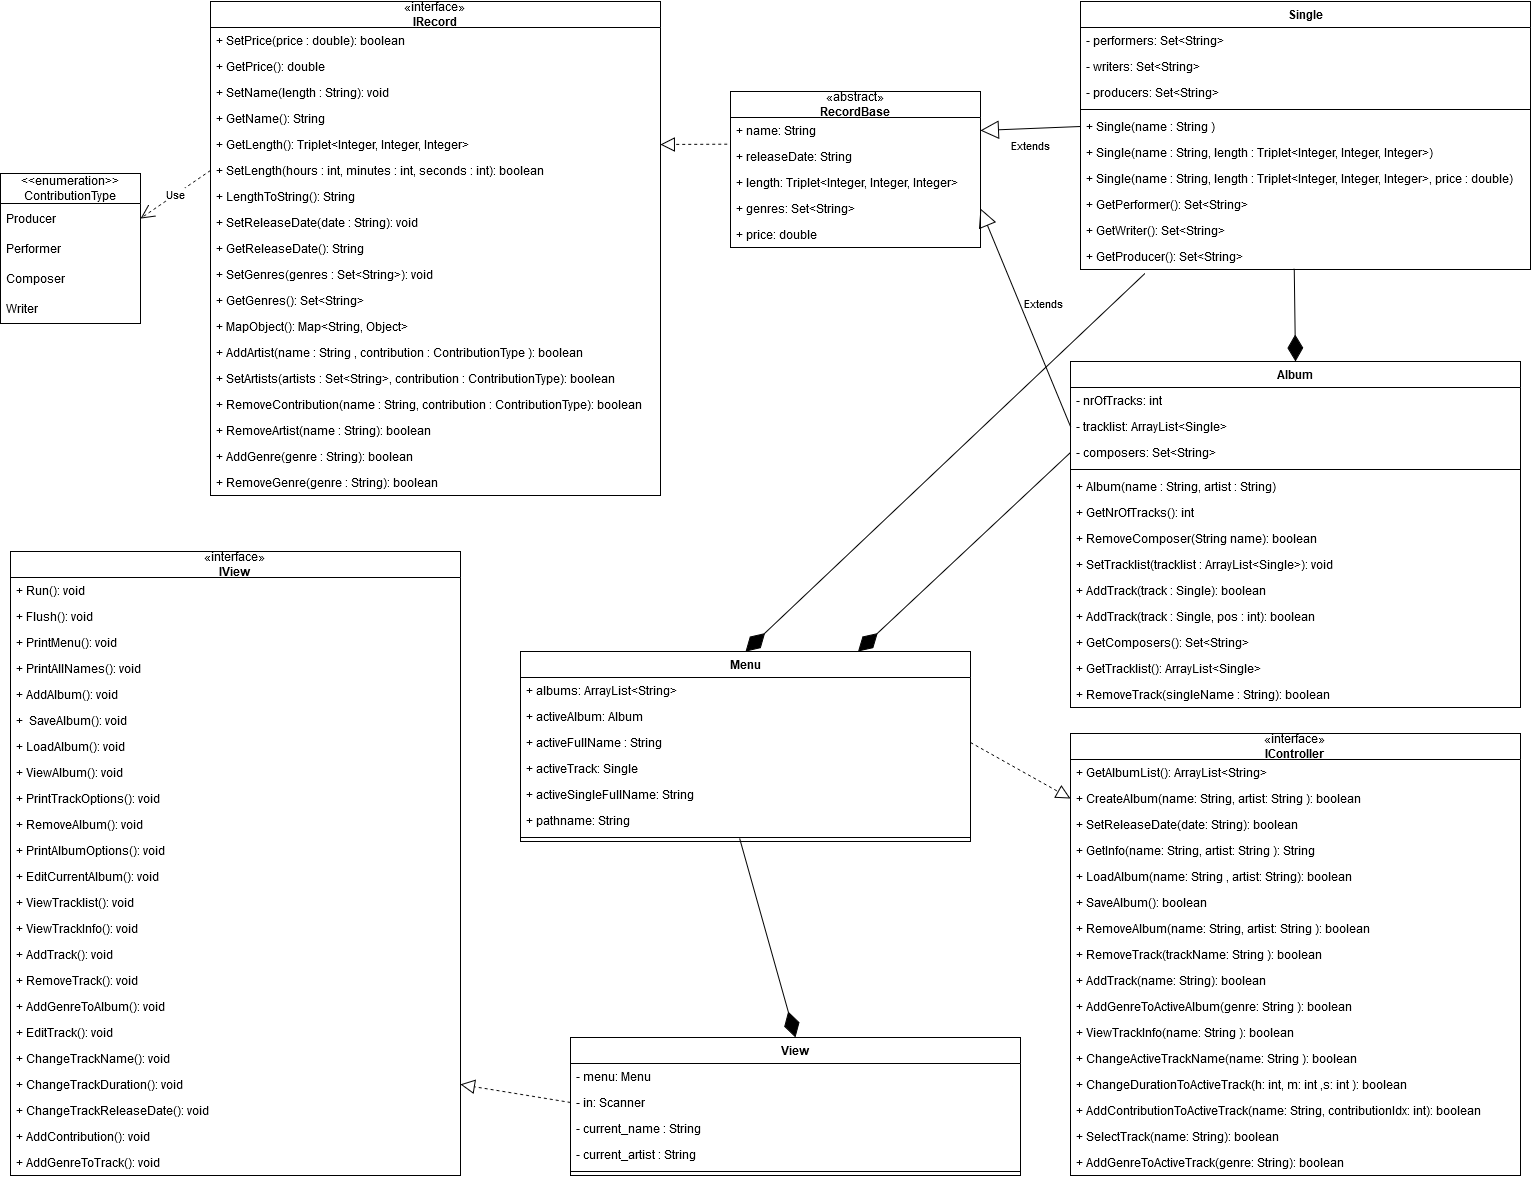 «interface»
IRecord
+ SetPrice(price : double): boolean
+ GetPrice(): double
+ SetName(length : String): void
+ GetName(): String
+ GetLength(): Triplet<Integer, Integer, Integer>
+ SetLength(hours : int, minutes : int, seconds : int): boolean
+ LengthToString(): String
+ SetReleaseDate(date : String): void
+ GetReleaseDate(): String
+ SetGenres(genres : Set<String>): void
+ GetGenres(): Set<String>
+ MapObject(): Map<String, Object>
+ AddArtist(name : String , contribution : ContributionType ): boolean
+ SetArtists(artists : Set<String>, contribution : ContributionType): boolean
+ RemoveContribution(name : String, contribution : ContributionType): boolean
+ RemoveArtist(name : String): boolean
+ AddGenre(genre : String): boolean
+ RemoveGenre(genre : String): boolean
<<enumeration>>
ContributionType
Producer
Performer
Composer
Writer
Use
«abstract»
RecordBase
+ name: String
+ releaseDate: String
+ length: Triplet<Integer, Integer, Integer>
+ genres: Set<String>
+ price: double
Extends
Extends
Single
- performers: Set<String>
- writers: Set<String>
- producers: Set<String>
+ Single(name : String )
+ Single(name : String, length : Triplet<Integer, Integer, Integer>)
+ Single(name : String, length : Triplet<Integer, Integer, Integer>, price : double)
+ GetPerformer(): Set<String>
+ GetWriter(): Set<String>
+ GetProducer(): Set<String>
Album
- nrOfTracks: int
- tracklist: ArrayList<Single>
- composers: Set<String>
+ Album(name : String, artist : String)
+ GetNrOfTracks(): int
+ RemoveComposer(String name): boolean
+ SetTracklist(tracklist : ArrayList<Single>): void
+ AddTrack(track : Single): boolean
+ AddTrack(track : Single, pos : int): boolean
+ GetComposers(): Set<String>
+ GetTracklist(): ArrayList<Single>
+ RemoveTrack(singleName : String): boolean
«interface»
IView
+ Run(): void
+ Flush(): void
+ PrintMenu(): void
+ PrintAllNames(): void
+ AddAlbum(): void
+ SaveAlbum(): void
+ LoadAlbum(): void
+ ViewAlbum(): void
+ PrintTrackOptions(): void
+ RemoveAlbum(): void
+ PrintAlbumOptions(): void
+ EditCurrentAlbum(): void
+ ViewTracklist(): void
+ ViewTrackInfo(): void
+ AddTrack(): void
+ RemoveTrack(): void
+ AddGenreToAlbum(): void
+ EditTrack(): void
+ ChangeTrackName(): void
+ ChangeTrackDuration(): void
+ ChangeTrackReleaseDate(): void
+ AddContribution(): void
+ AddGenreToTrack(): void
Menu
+ albums: ArrayList<String>
+ activeAlbum: Album
+ activeFullName : String
+ activeTrack: Single
+ activeSingleFullName: String
+ pathname: String
«interface»
IController
+ GetAlbumList(): ArrayList<String>
+ CreateAlbum(name: String, artist: String ): boolean
+ SetReleaseDate(date: String): boolean
+ GetInfo(name: String, artist: String ): String
+ LoadAlbum(name: String , artist: String): boolean
+ SaveAlbum(): boolean
+ RemoveAlbum(name: String, artist: String ): boolean
+ RemoveTrack(trackName: String ): boolean
+ AddTrack(name: String): boolean
+ AddGenreToActiveAlbum(genre: String ): boolean
+ ViewTrackInfo(name: String ): boolean
+ ChangeActiveTrackName(name: String ): boolean
+ ChangeDurationToActiveTrack(h: int, m: int ,s: int ): boolean
+ AddContributionToActiveTrack(name: String, contributionIdx: int): boolean
+ SelectTrack(name: String): boolean
+ AddGenreToActiveTrack(genre: String): boolean
View
- menu: Menu
- in: Scanner
- current_name : String
- current_artist : String